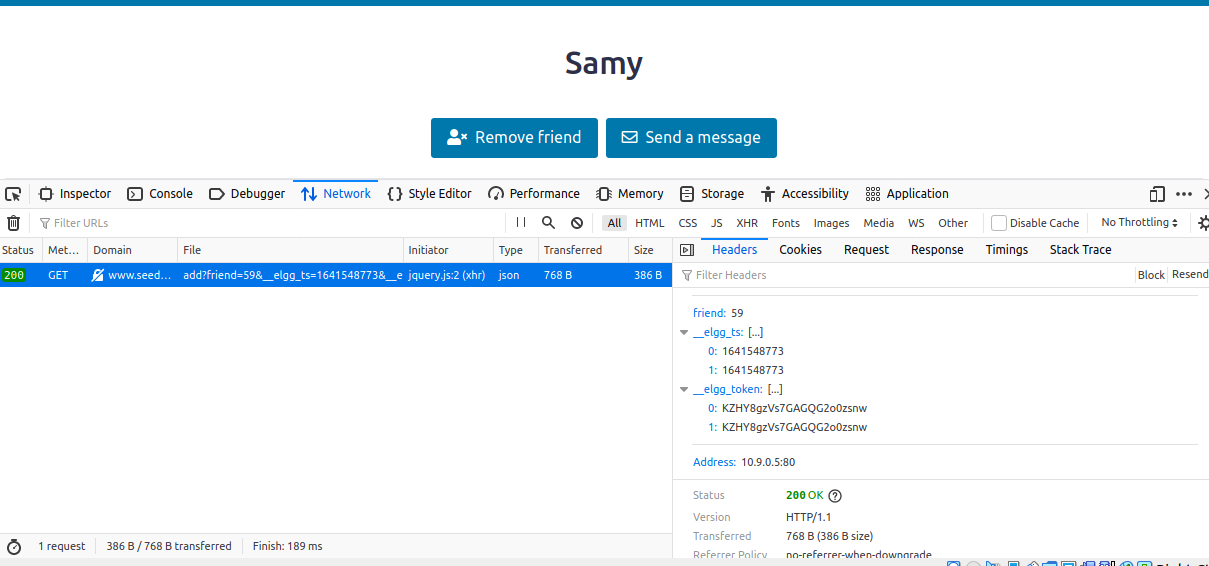 Samy
Remove friend Send a message
Inspector Console Debugger Network Style Editor Performance Memory Storage Accessibility Application
Filter URLs All HTML CSS JS XHR Fonts Images Media WS Other Disable Cache No Throttling
Status Met... Domain File Initiator Type Transferred Size Headers Cookies Request Response Timings Stack Trace
200 GET www.seed... add?friend=59&__elgg_ts=1641548773&__e jquery.js:2 (xhr) json 768 B 386 B Filter Headers Block Resend
friend: 59
__elgg_ts: [...]
0: 1641548773
1: 1641548773
__elgg_token: [...]
0: KZHY8gzVs7GAGQG2o0zsnw
1: KZHY8gzVs7GAGQG2o0zsnw
Address: 10.9.0.5:80
Status 200 OK
Version HTTP/1.1
Transferred 768 B (386 B size)
Referrer Policy no-referrer-when-downgrade
1 request 386 B / 768 B transferred Finish: 189 ms